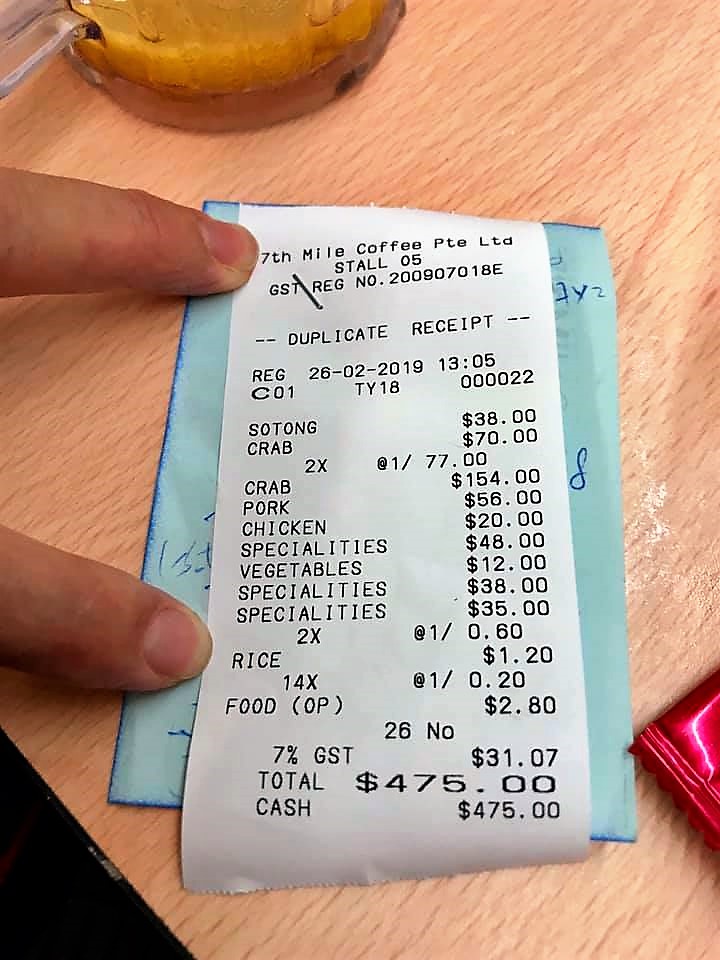 7th Mile Coffee Pte Ltd
STALL 05
GST REG NO.200907018E
-- DUPLICATE RECEIPT --
REG 26-02-2019 13:05
C01 TY18 000022
SOTONG $38.00
CRAB $70.00
2X @1/ 77.00
CRAB $154.00
PORK $56.00
CHICKEN $20.00
SPECIALITIES $48.00
VEGETABLES $12.00
SPECIALITIES $38.00
SPECIALITIES $35.00
2X @1/ 0.60
RICE $1.20
14X @1/ 0.20
FOOD (OP) $2.80
26 No
7% GST $31.07
TOTAL $475.00
CASH $475.00